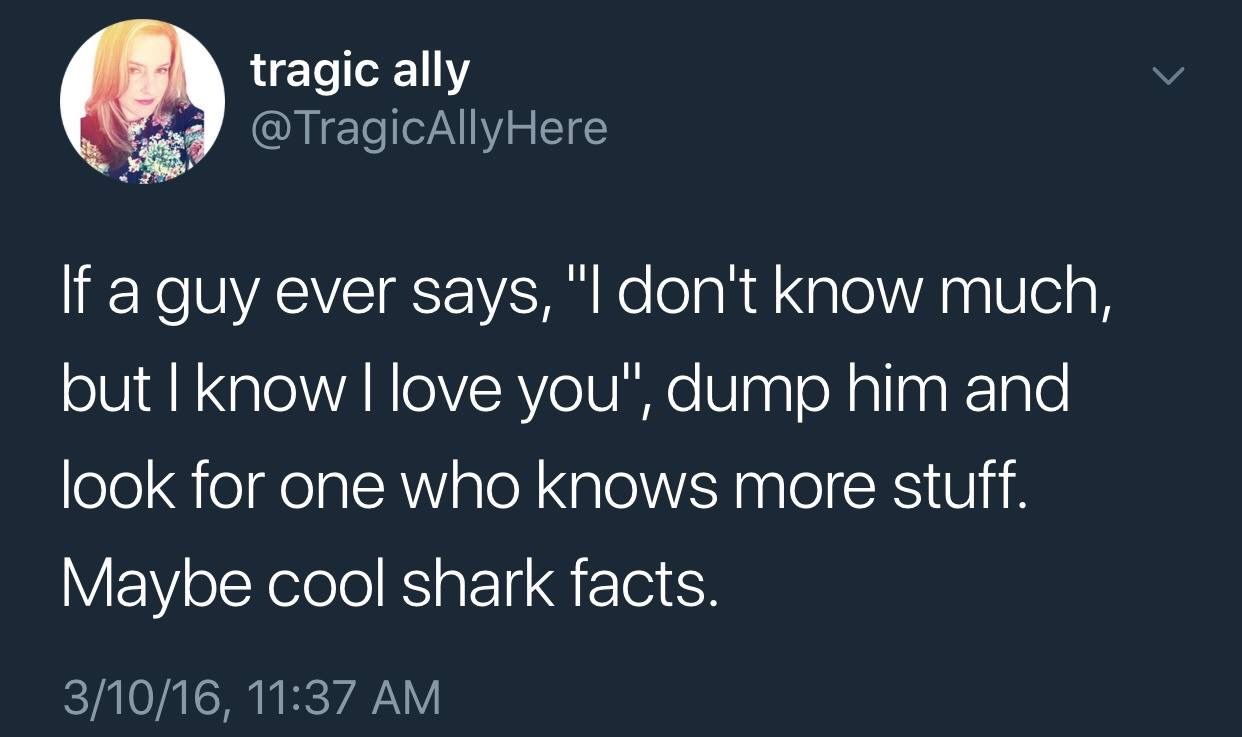 tragic ally
@TragicAllyHere
If a guy ever says, "I don't know much,
but I know I love you", dump him and
look for one who knows more stuff.
Maybe cool shark facts.
3/10/16, 11:37 AM